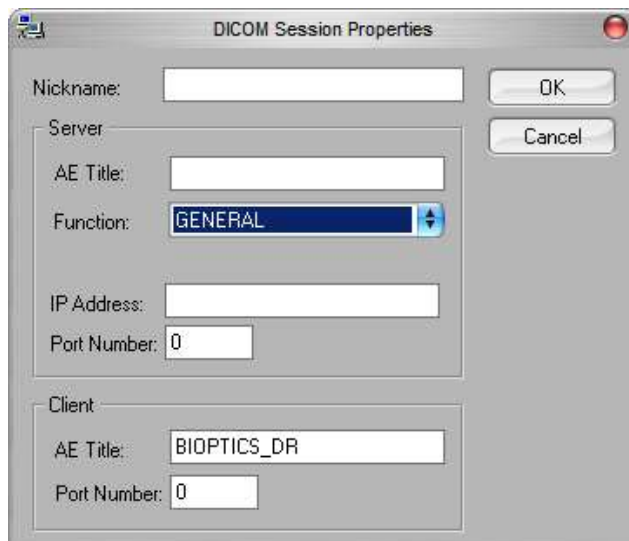 DICOM Session Properties
Nickname:
OK
Server
Cancel
AE Title:
Function: GENERAL
IP Address:
Port Number: 0
Client
AE Title: BIOPTICS_DR
Port Number: 0